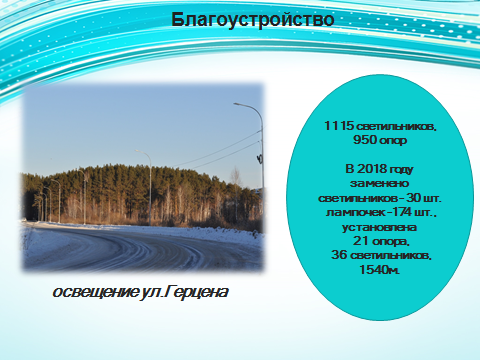 Благоустройство
1115 светильников,
950 опор
В 2018 году
заменено
светильников - 30 шт.
лампочек -174 шт.,
установлена
21 опора,
36 светильников,
1540м.
освещение ул.Герцена